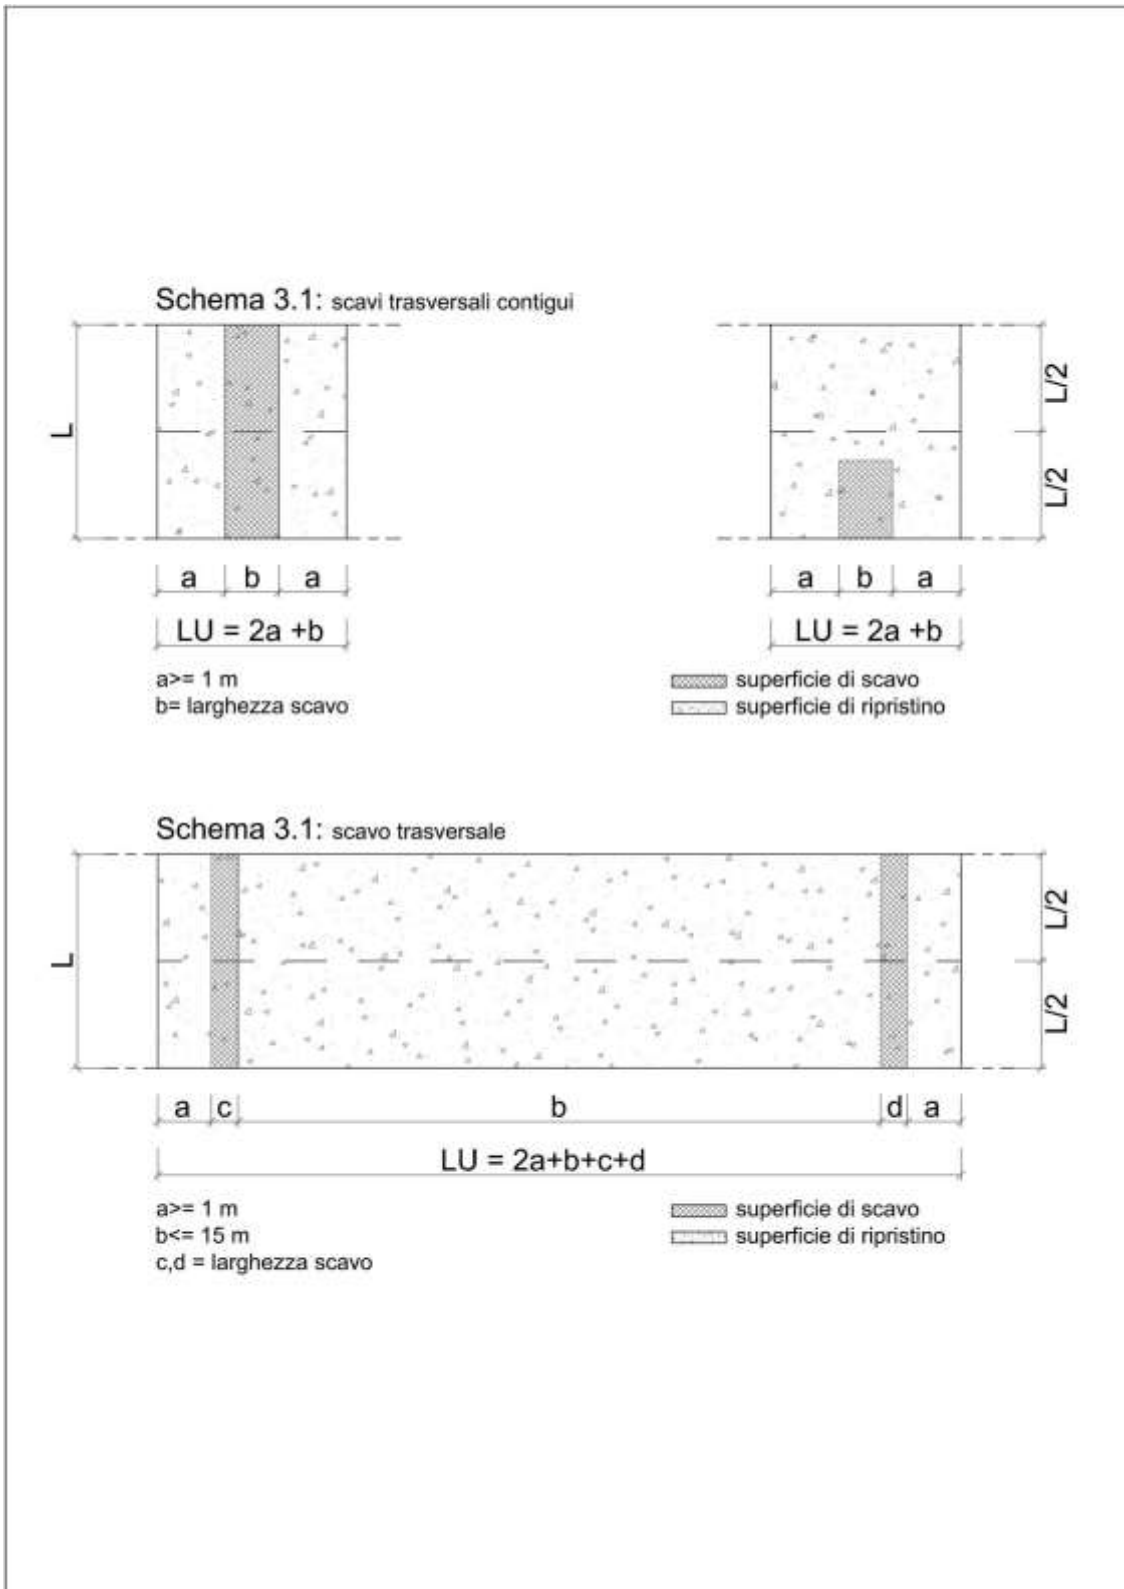 Schema 3.1: scavi trasversali contigui
L
L/2
L/2
a b a
a b a
LU = 2a +b
LU = 2a +b
a>= 1 m
b= larghezza scavo
superficie di scavo
superficie di ripristino
Schema 3.1: scavo trasversale
L
L/2
L/2
a c b d a
LU = 2a+b+c+d
a>= 1 m
b<= 15 m
c,d = larghezza scavo
superficie di scavo
superficie di ripristino